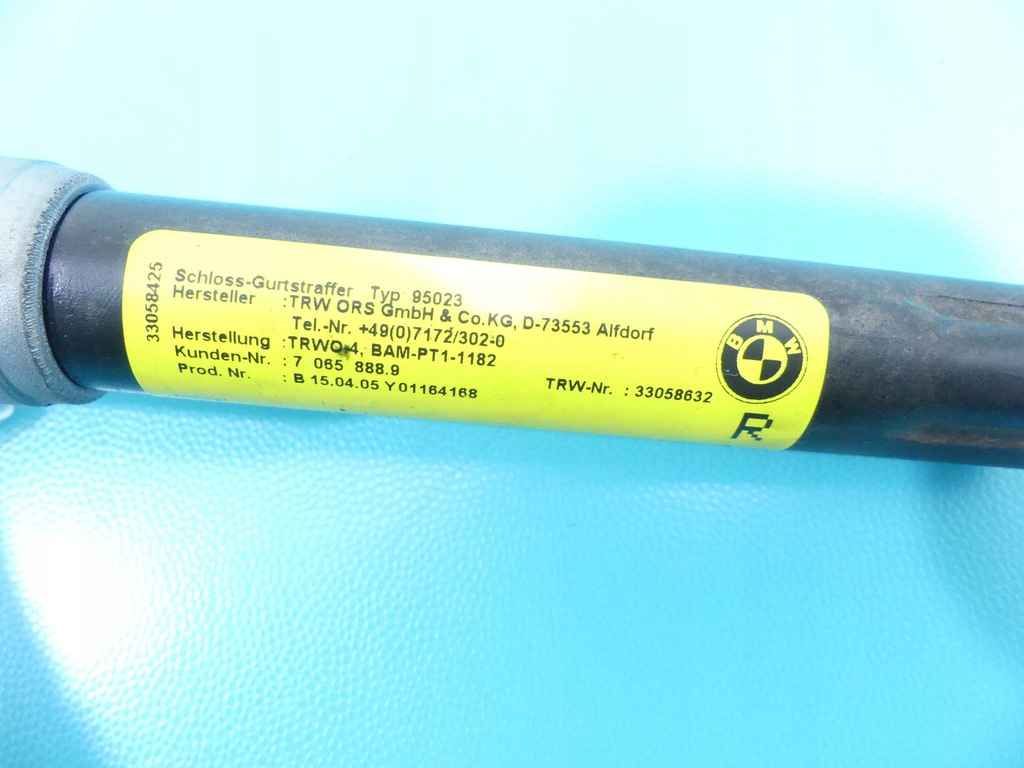 33058425
Schloss-Gurtstraffer Typ 95023
Hersteller :TRW ORS GmbH & Co.KG, D-73553 Alfdorf
Tel.-Nr. +49(0)7172/302-0
Herstellung :TRWO-4, BAM-PT1-1182
Kunden-Nr. : 7 065 888.9
Prod. Nr. : B 15.04.05 Y01164168
TRW-Nr. : 33058632
BMW
R